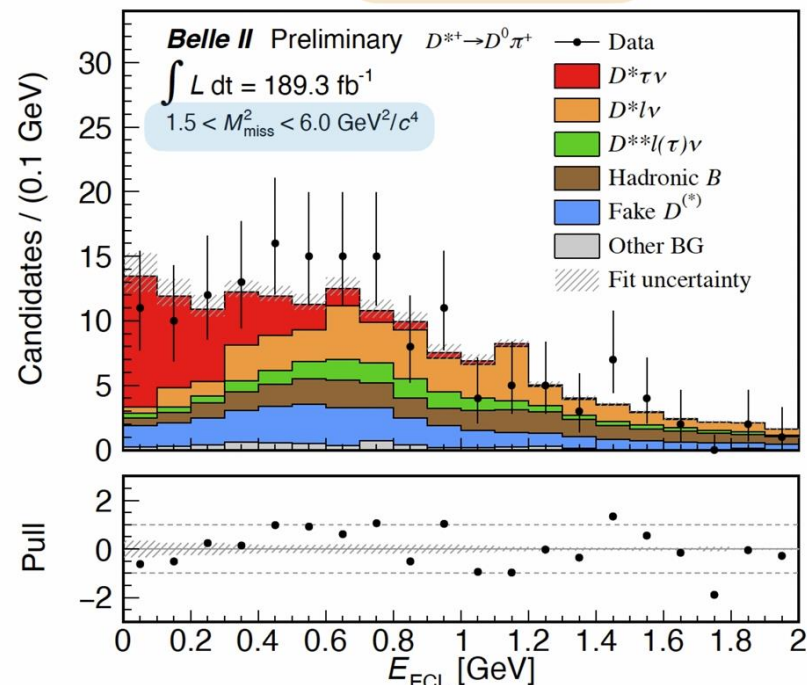 Belle II Preliminary D*+→D⁰π⁺
∫ L dt = 189.3 fb⁻¹
1.5 < M²miss < 6.0 GeV²/c⁴
Data
D*τν
D*lν
D**l(τ)ν
Hadronic B
Fake D(*)
Other BG
Fit uncertainty
Candidates / (0.1 GeV)
30
25
20
15
10
5
0
Pull
2
0
−2
0 0.2 0.4 0.6 0.8 1 1.2 1.4 1.6 1.8 2
E_ECL [GeV]